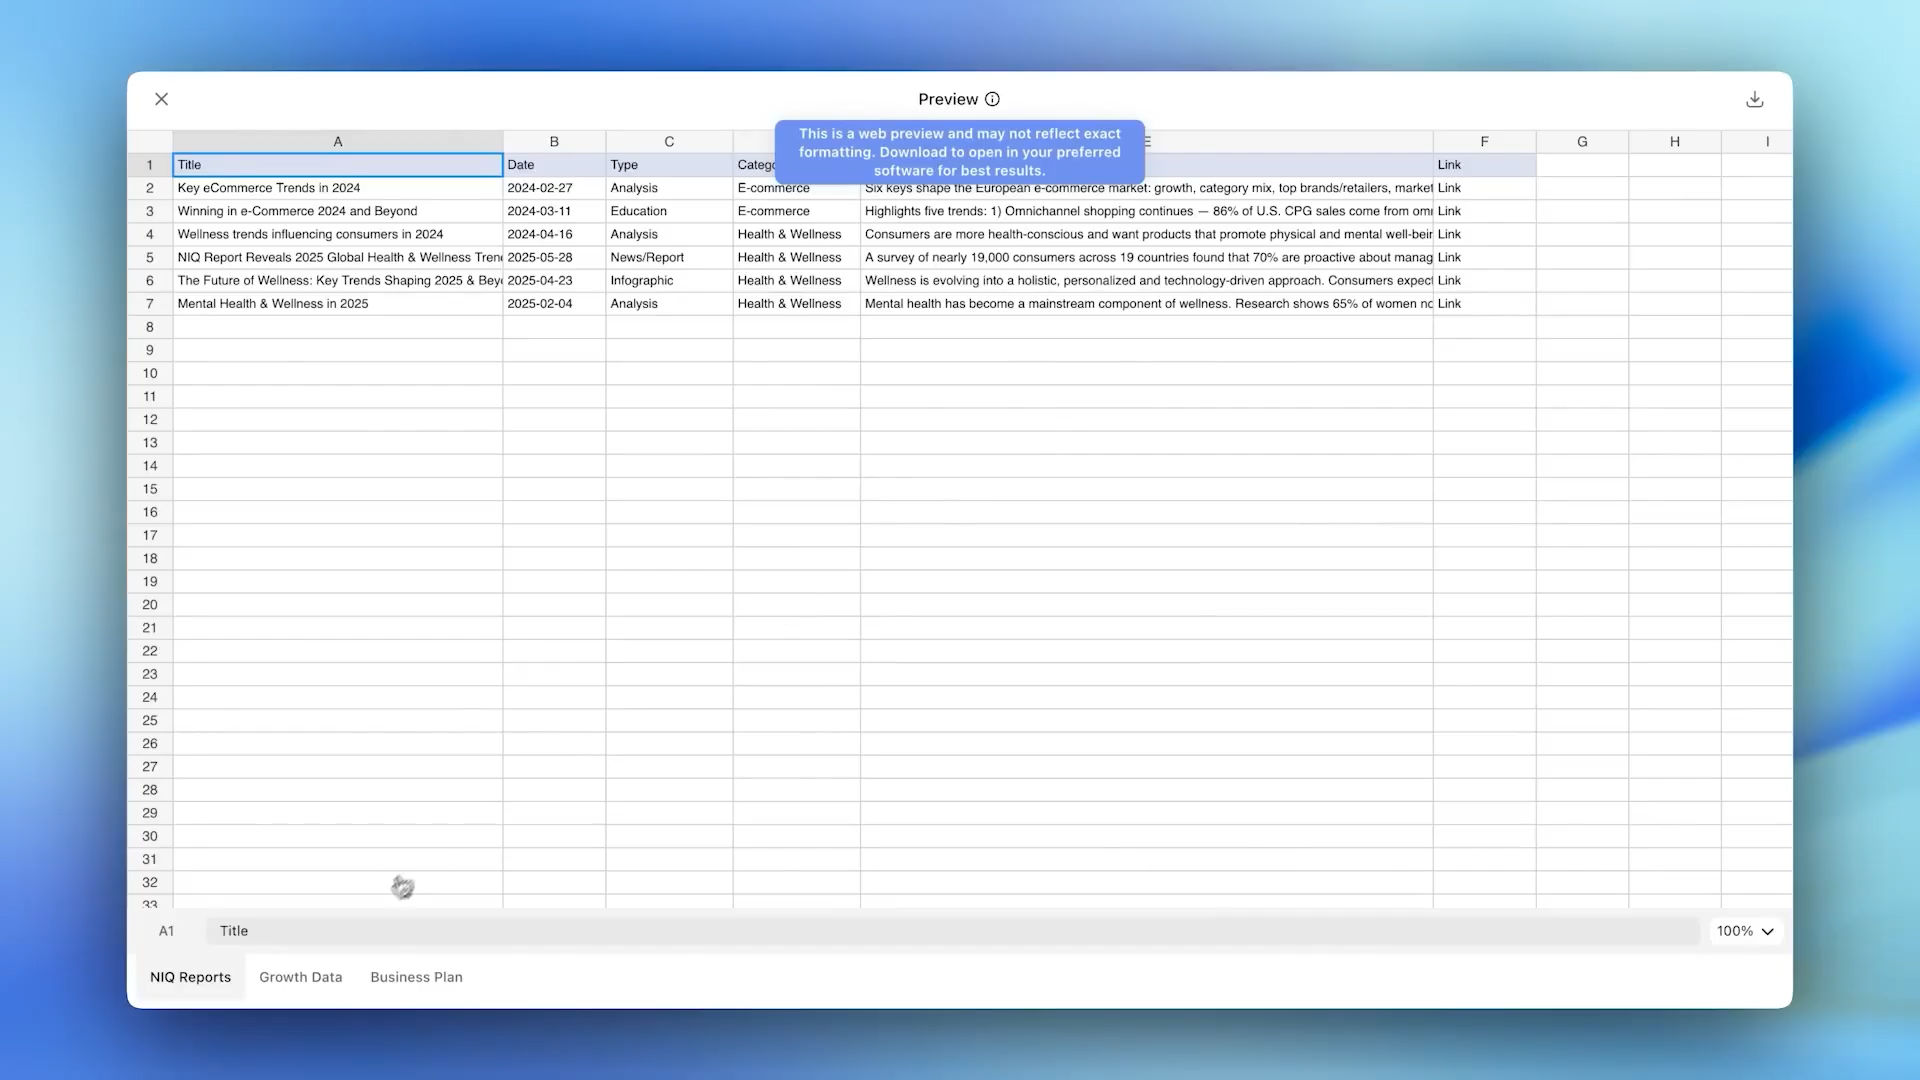 Preview
This is a web preview and may not reflect exact
formatting. Download to open in your preferred
software for best results.
A B C E F G H I
1 Title Date Type Categ Link
2 Key eCommerce Trends in 2024 2024-02-27 Analysis E-commerce Six keys shape the European e-commerce market: growth, category mix, top brands/retailers, market Link
3 Winning in e-Commerce 2024 and Beyond 2024-03-11 Education E-commerce Highlights five trends: 1) Omnichannel shopping continues — 86% of U.S. CPG sales come from om Link
4 Wellness trends influencing consumers in 2024 2024-04-16 Analysis Health & Wellness Consumers are more health-conscious and want products that promote physical and mental well-bei Link
5 NIQ Report Reveals 2025 Global Health & Wellness Tren 2025-05-28 News/Report Health & Wellness A survey of nearly 19,000 consumers across 19 countries found that 70% are proactive about manag Link
6 The Future of Wellness: Key Trends Shaping 2025 & Bey 2025-04-23 Infographic Health & Wellness Wellness is evolving into a holistic, personalized and technology-driven approach. Consumers expect Link
7 Mental Health & Wellness in 2025 2025-02-04 Analysis Health & Wellness Mental health has become a mainstream component of wellness. Research shows 65% of women no Link
8
9
10
11
12
13
14
15
16
17
18
19
20
21
22
23
24
25
26
27
28
29
30
31
32
33
A1 Title 100%
NIQ Reports Growth Data Business Plan